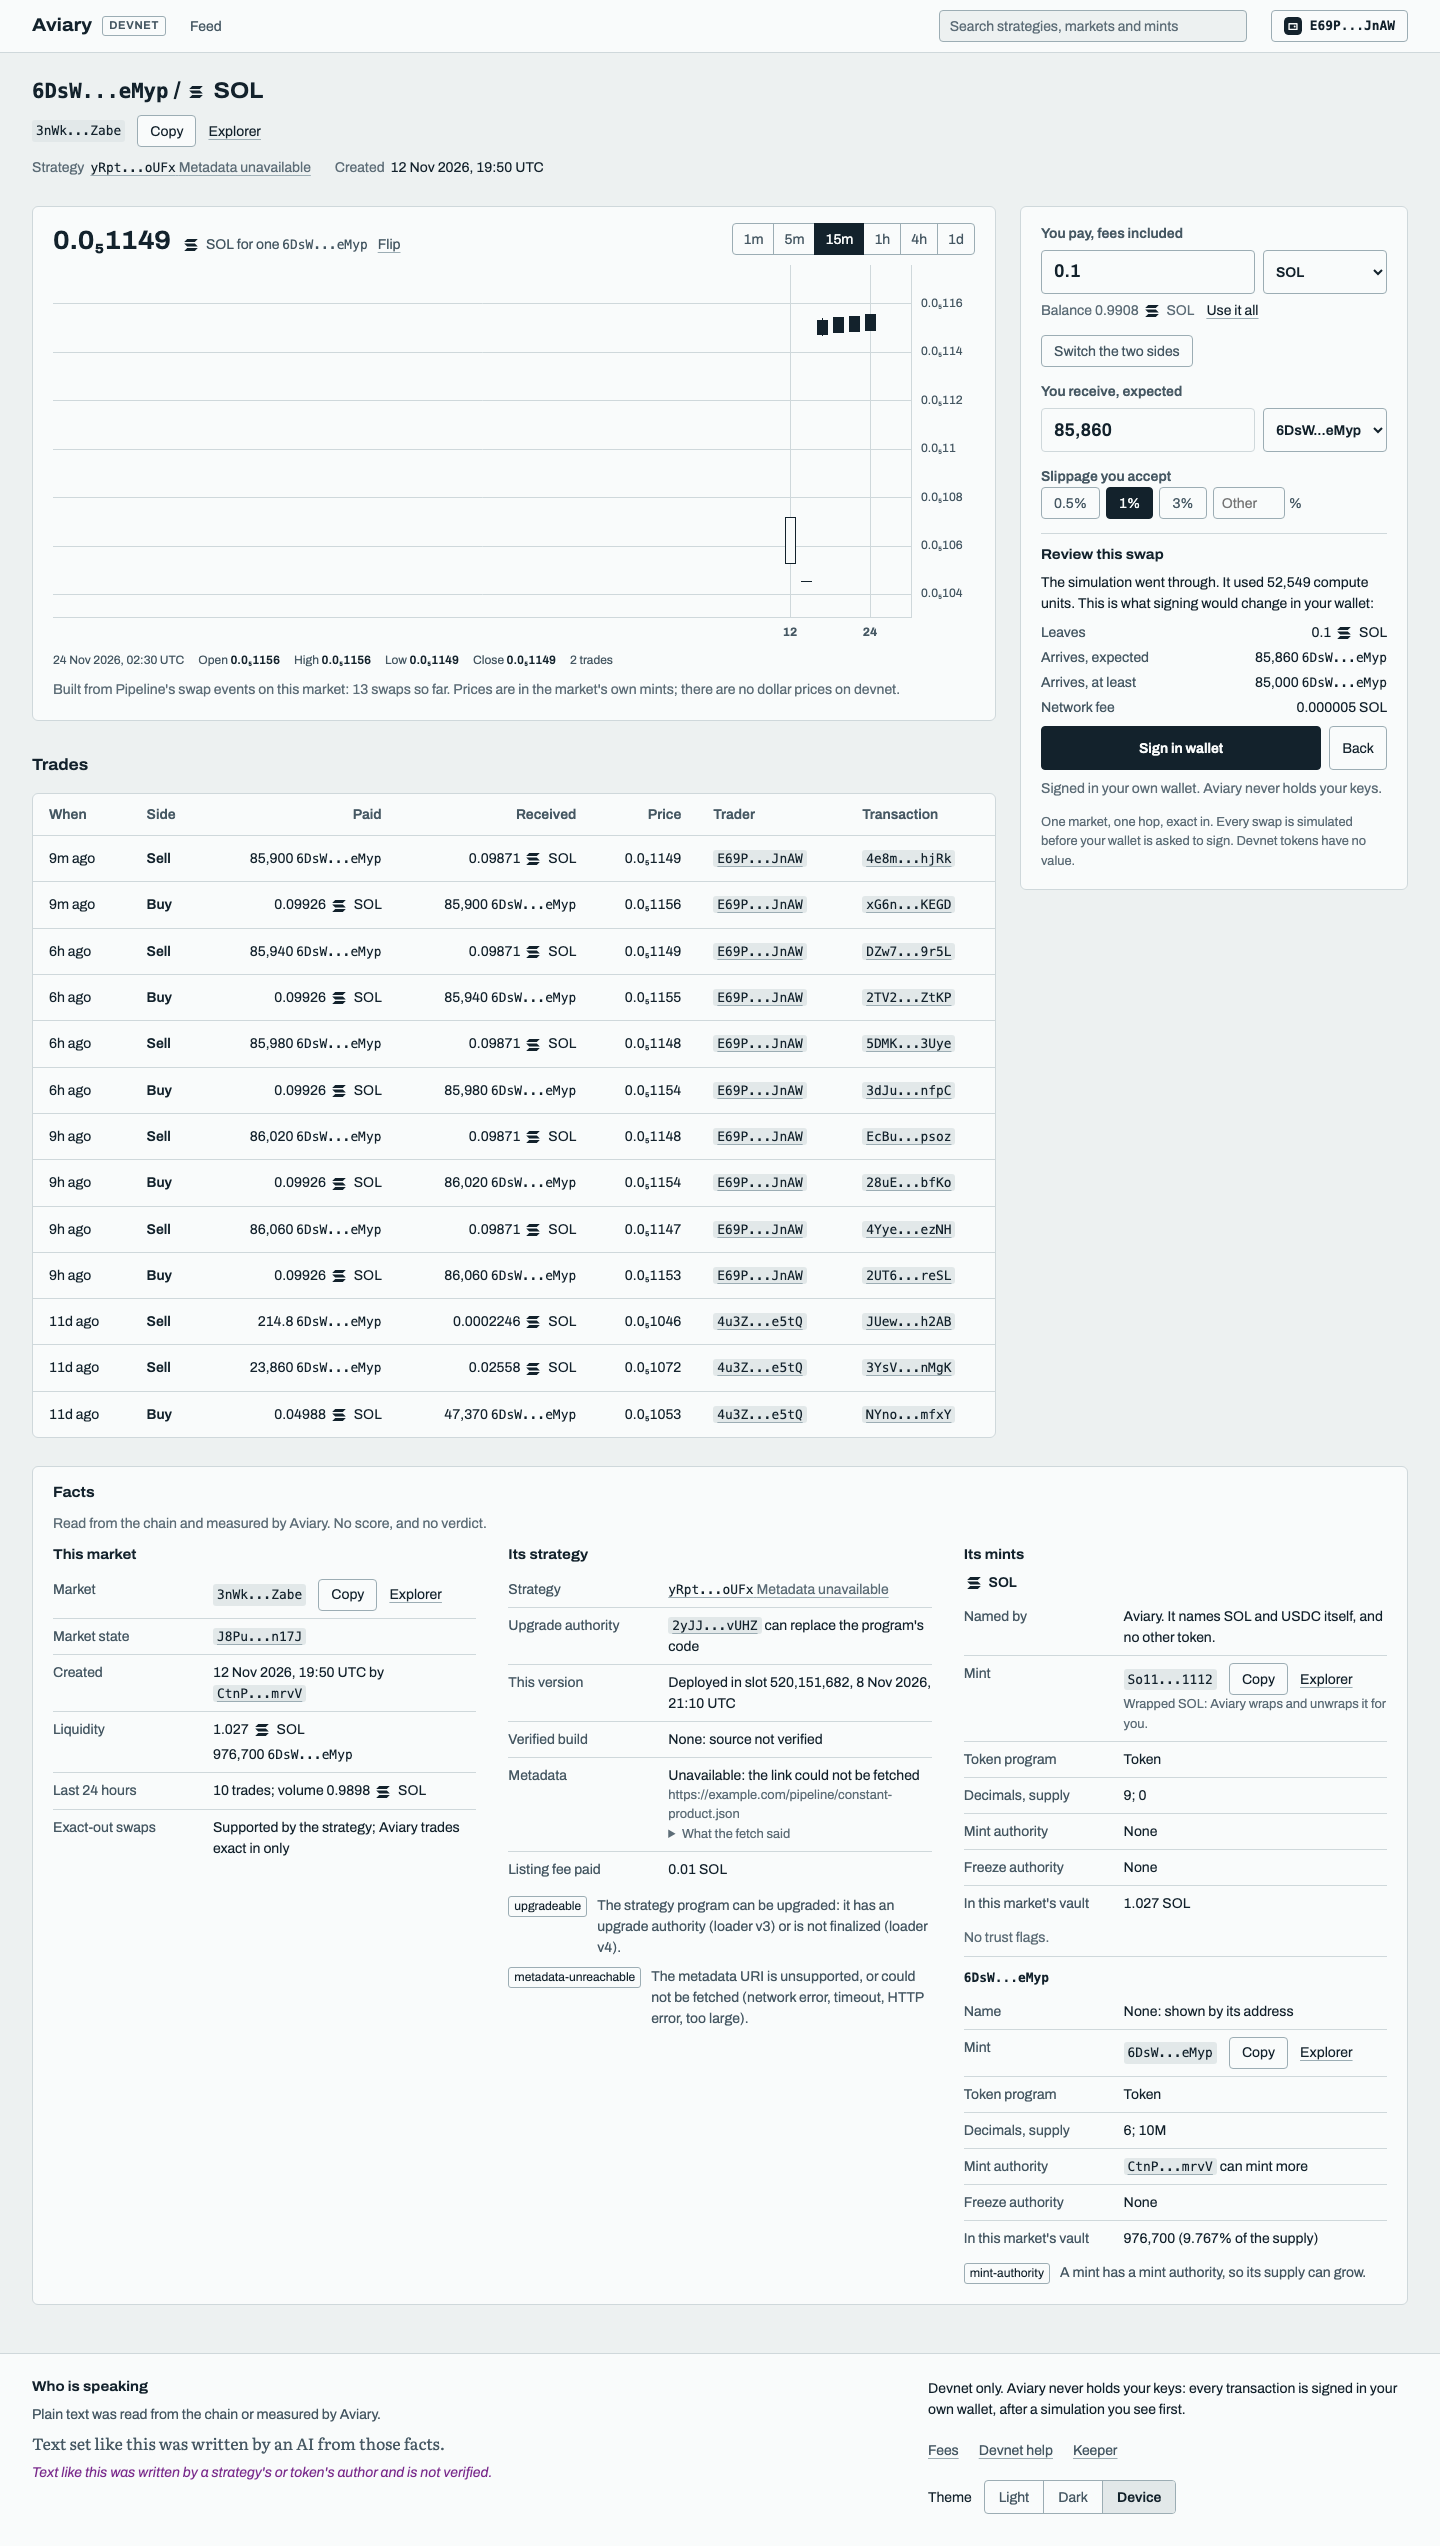 Aviary DEVNET Feed Search strategies, markets and mints E69P...JnAW
6DsW...eMyp / SOL
3nWk...Zabe Copy Explorer
Strategy yRpt...oUFx Metadata unavailable Created 12 Nov 2026, 19:50 UTC
0.0₅1149 SOL for one 6DsW...eMyp Flip 1m 5m 15m 1h 4h 1d
0.0₅116
0.0₅114
0.0₅112
0.0₅11
0.0₅108
0.0₅106
0.0₅104
12 24
24 Nov 2026, 02:30 UTC Open 0.0₅1156 High 0.0₅1156 Low 0.0₅1149 Close 0.0₅1149 2 trades
Built from Pipeline's swap events on this market: 13 swaps so far. Prices are in the market's own mints; there are no dollar prices on devnet.
You pay, fees included
0.1 SOL
Balance 0.9908 SOL Use it all
Switch the two sides
You receive, expected
85,860 6DsW...eMyp
Slippage you accept
0.5% 1% 3% Other %
Review this swap
The simulation went through. It used 52,549 compute
units. This is what signing would change in your wallet:
Leaves 0.1 SOL
Arrives, expected 85,860 6DsW...eMyp
Arrives, at least 85,000 6DsW...eMyp
Network fee 0.000005 SOL
Sign in wallet Back
Signed in your own wallet. Aviary never holds your keys.
One market, one hop, exact in. Every swap is simulated
before your wallet is asked to sign. Devnet tokens have no
value.
Trades
When Side Paid Received Price Trader Transaction
9m ago Sell 85,900 6DsW...eMyp 0.09871 SOL 0.0₅1149 E69P...JnAW 4e8m...hjRk
9m ago Buy 0.09926 SOL 85,900 6DsW...eMyp 0.0₅1156 E69P...JnAW xG6n...KEGD
6h ago Sell 85,940 6DsW...eMyp 0.09871 SOL 0.0₅1149 E69P...JnAW DZw7...9r5L
6h ago Buy 0.09926 SOL 85,940 6DsW...eMyp 0.0₅1155 E69P...JnAW 2TV2...ZtKP
6h ago Sell 85,980 6DsW...eMyp 0.09871 SOL 0.0₅1148 E69P...JnAW 5DMK...3Uye
6h ago Buy 0.09926 SOL 85,980 6DsW...eMyp 0.0₅1154 E69P...JnAW 3dJu...nfpC
9h ago Sell 86,020 6DsW...eMyp 0.09871 SOL 0.0₅1148 E69P...JnAW EcBu...psoz
9h ago Buy 0.09926 SOL 86,020 6DsW...eMyp 0.0₅1154 E69P...JnAW 28uE...bfKo
9h ago Sell 86,060 6DsW...eMyp 0.09871 SOL 0.0₅1147 E69P...JnAW 4Yye...ezNH
9h ago Buy 0.09926 SOL 86,060 6DsW...eMyp 0.0₅1153 E69P...JnAW 2UT6...reSL
11d ago Sell 214.8 6DsW...eMyp 0.0002246 SOL 0.0₅1046 4u3Z...e5tQ JUew...h2AB
11d ago Sell 23,860 6DsW...eMyp 0.02558 SOL 0.0₅1072 4u3Z...e5tQ 3YsV...nMgK
11d ago Buy 0.04988 SOL 47,370 6DsW...eMyp 0.0₅1053 4u3Z...e5tQ NYno...mfxY
Facts
Read from the chain and measured by Aviary. No score, and no verdict.
This market
Market 3nWk...Zabe Copy Explorer
Market state J8Pu...n17J
Created 12 Nov 2026, 19:50 UTC by
CtnP...mrvV
Liquidity 1.027 SOL
976,700 6DsW...eMyp
Last 24 hours 10 trades; volume 0.9898 SOL
Exact-out swaps Supported by the strategy; Aviary trades
exact in only
Its strategy
Strategy yRpt...oUFx Metadata unavailable
Upgrade authority 2yJJ...vUHZ can replace the program's
code
This version Deployed in slot 520,151,682, 8 Nov 2026,
21:10 UTC
Verified build None: source not verified
Metadata Unavailable: the link could not be fetched
https://example.com/pipeline/constant-
product.json
▶ What the fetch said
Listing fee paid 0.01 SOL
upgradeable The strategy program can be upgraded: it has an
upgrade authority (loader v3) or is not finalized (loader
v4).
metadata-unreachable The metadata URI is unsupported, or could
not be fetched (network error, timeout, HTTP
error, too large).
Its mints
SOL
Named by Aviary. It names SOL and USDC itself, and
no other token.
Mint So11...1112 Copy Explorer
Wrapped SOL: Aviary wraps and unwraps it for
you.
Token program Token
Decimals, supply 9; 0
Mint authority None
Freeze authority None
In this market's vault 1.027 SOL
No trust flags.
6DsW...eMyp
Name None: shown by its address
Mint 6DsW...eMyp Copy Explorer
Token program Token
Decimals, supply 6; 10M
Mint authority CtnP...mrvV can mint more
Freeze authority None
In this market's vault 976,700 (9.767% of the supply)
mint-authority A mint has a mint authority, so its supply can grow.
Who is speaking
Plain text was read from the chain or measured by Aviary.
Text set like this was written by an AI from those facts.
Text like this was written by a strategy's or token's author and is not verified.
Devnet only. Aviary never holds your keys: every transaction is signed in your
own wallet, after a simulation you see first.
Fees Devnet help Keeper
Theme Light Dark Device